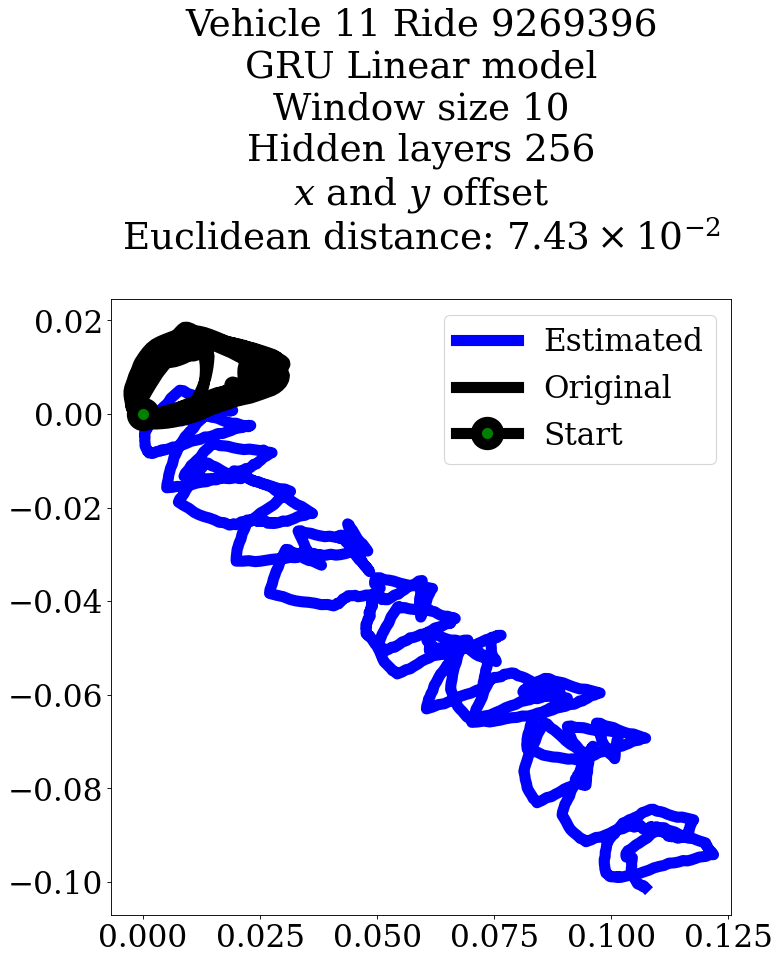 Vehicle 11 Ride 9269396
GRU Linear model
Window size 10
Hidden layers 256
x and y offset
Euclidean distance: 7.43 × 10⁻²
Estimated
Original
Start
0.02
0.00
−0.02
−0.04
−0.06
−0.08
−0.10
0.000 0.025 0.050 0.075 0.100 0.125